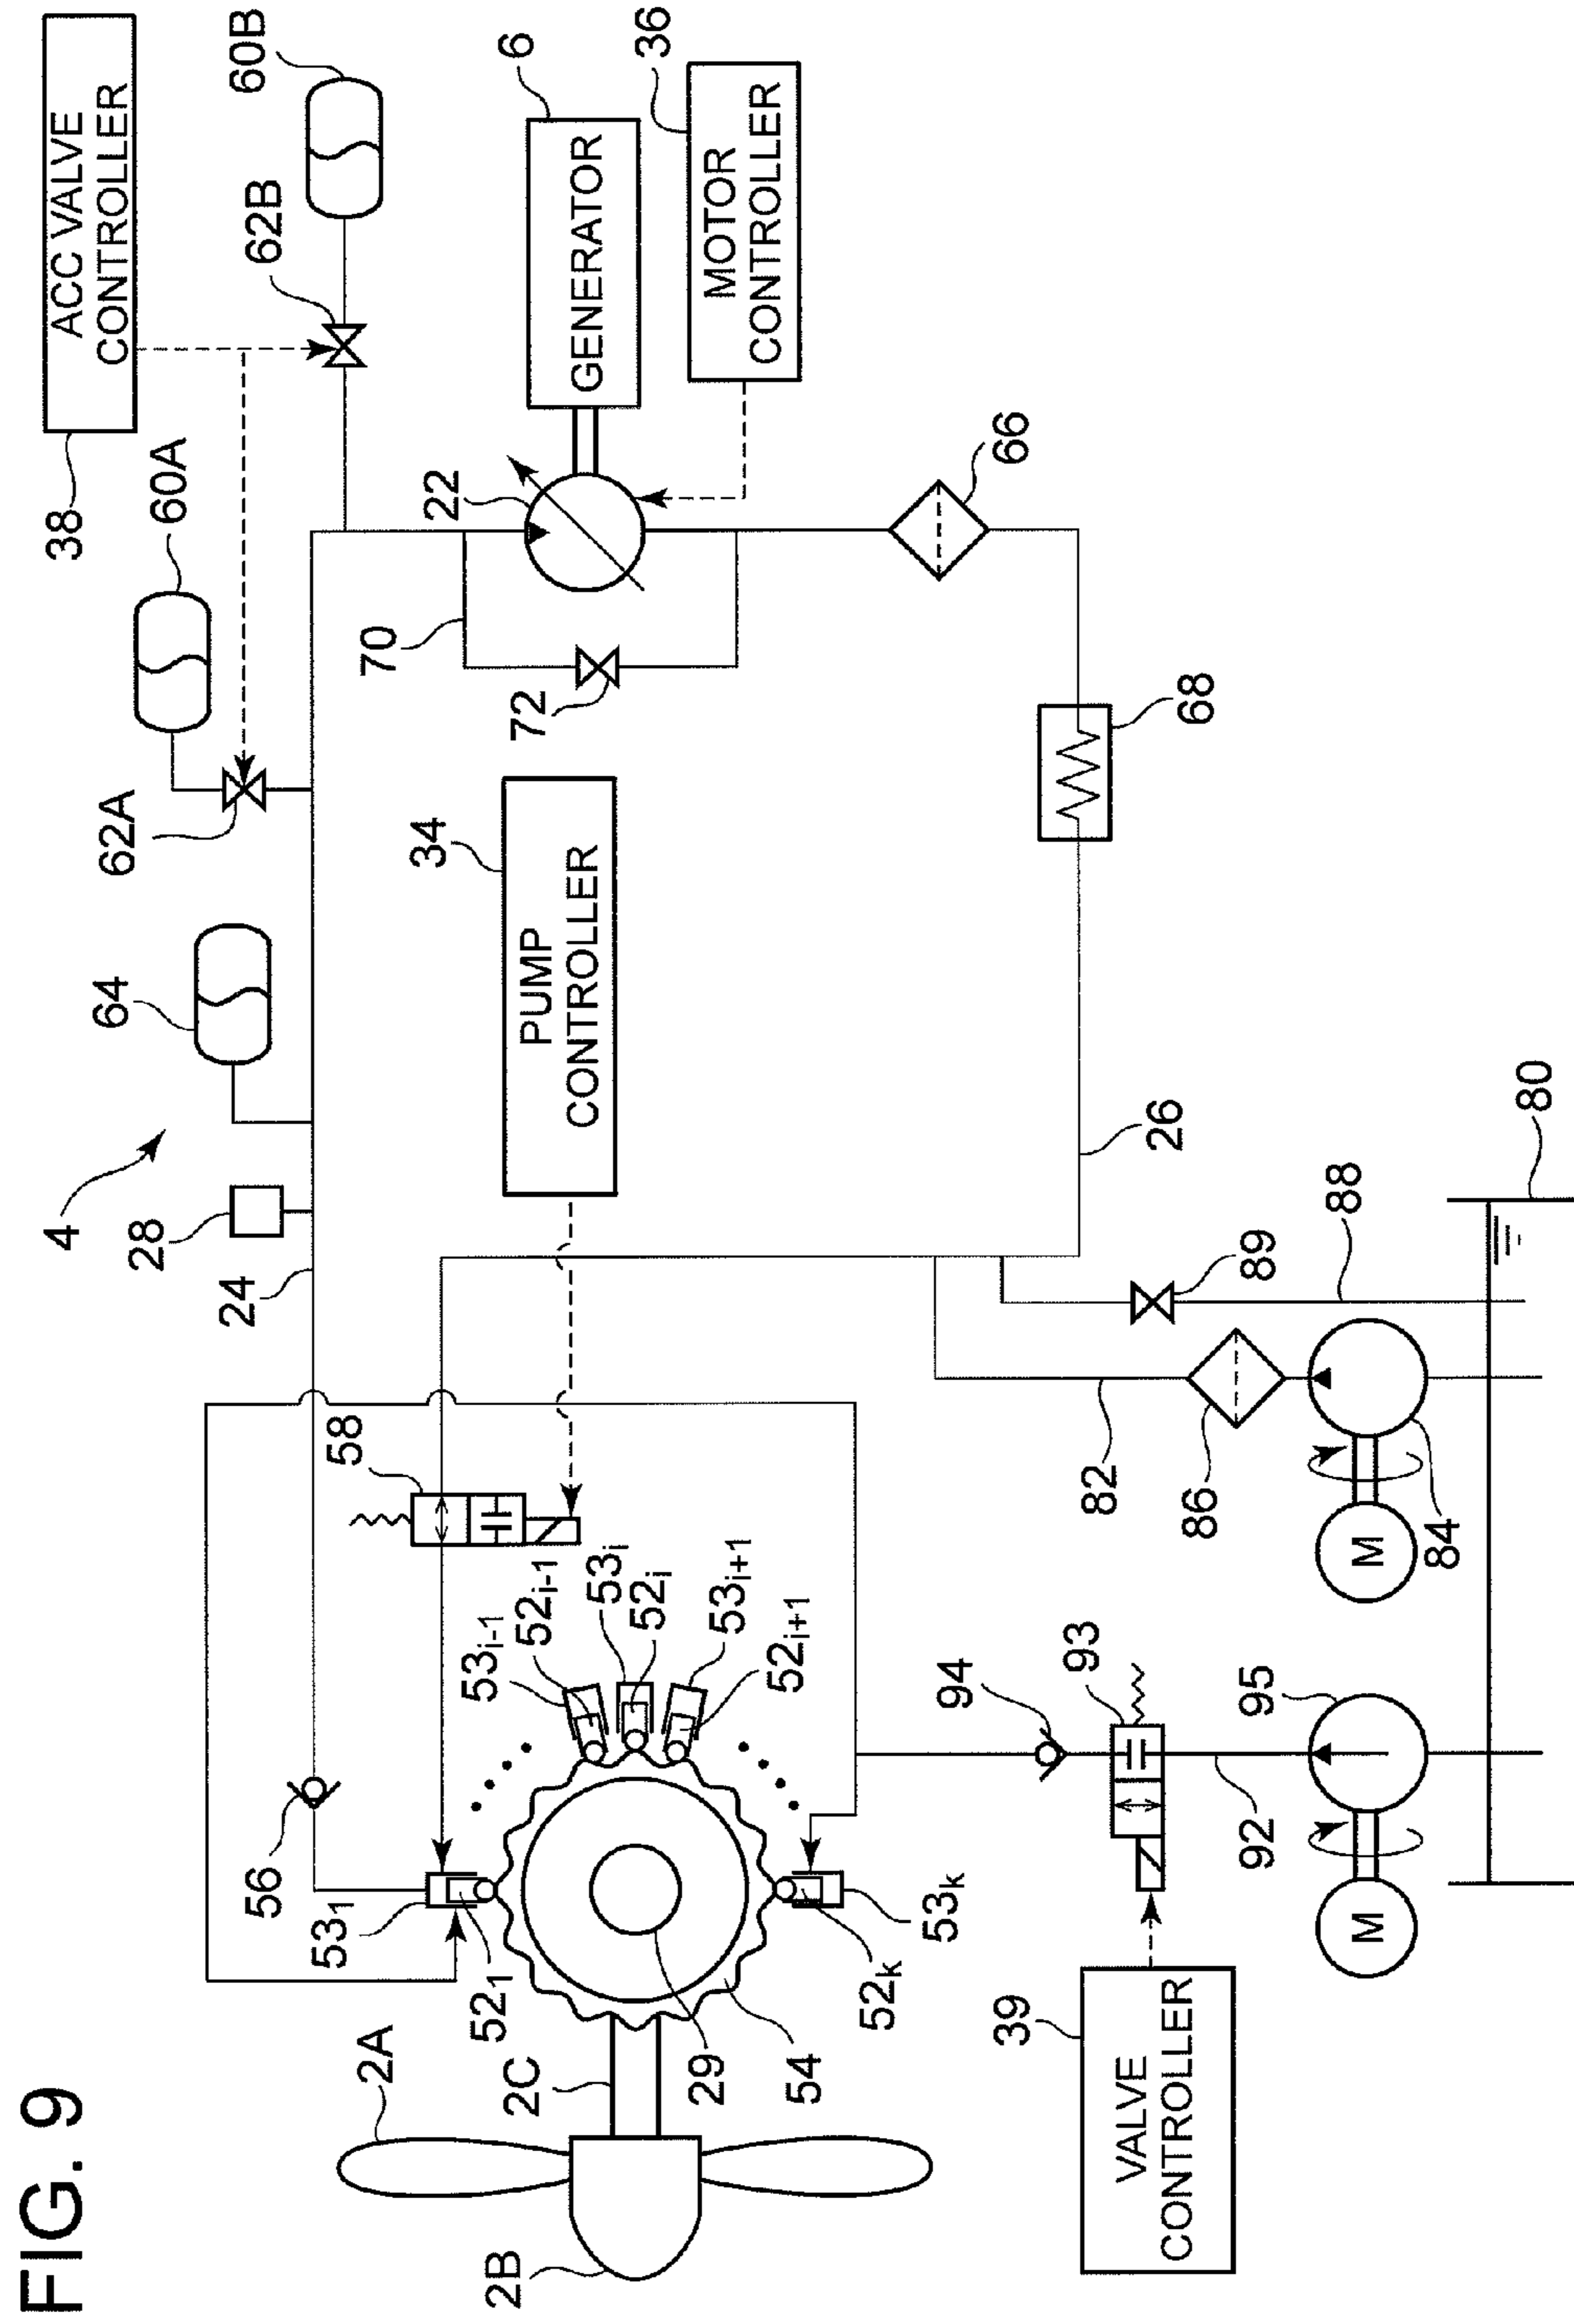 FIG. 9
ACC VALVE
CONTROLLER
38
60A
60B
62A
62B
64
4
28
24
22
6
GENERATOR
36
MOTOR
CONTROLLER
70
72
66
68
34
PUMP
CONTROLLER
26
58
56
53₁
52₁
53ᵢ₋₁
52ᵢ₋₁
53ᵢ
52ᵢ
53ᵢ₊₁
52ᵢ₊₁
53ₖ
52ₖ
2A
2B
2C
29
54
94
93
92
95
M
39
VALVE
CONTROLLER
82
86
84
M
89
88
80